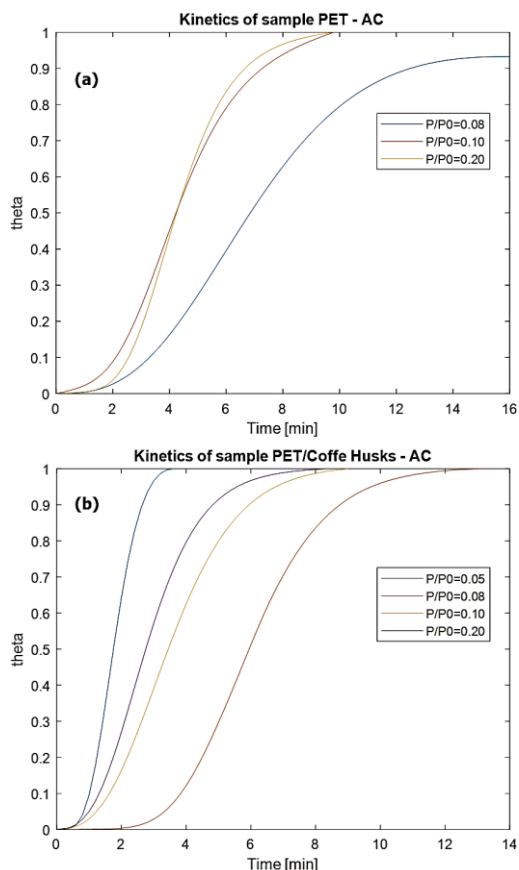 Kinetics of sample PET - AC
(a)
1
0.9
0.8
0.7
0.6
0.5
0.4
0.3
0.2
0.1
0
theta
P/P0=0.08
P/P0=0.10
P/P0=0.20
0 2 4 6 8 10 12 14 16
Time [min]
Kinetics of sample PET/Coffe Husks - AC
(b)
1
0.9
0.8
0.7
0.6
0.5
0.4
0.3
0.2
0.1
0
theta
P/P0=0.05
P/P0=0.08
P/P0=0.10
P/P0=0.20
0 2 4 6 8 10 12 14
Time [min]